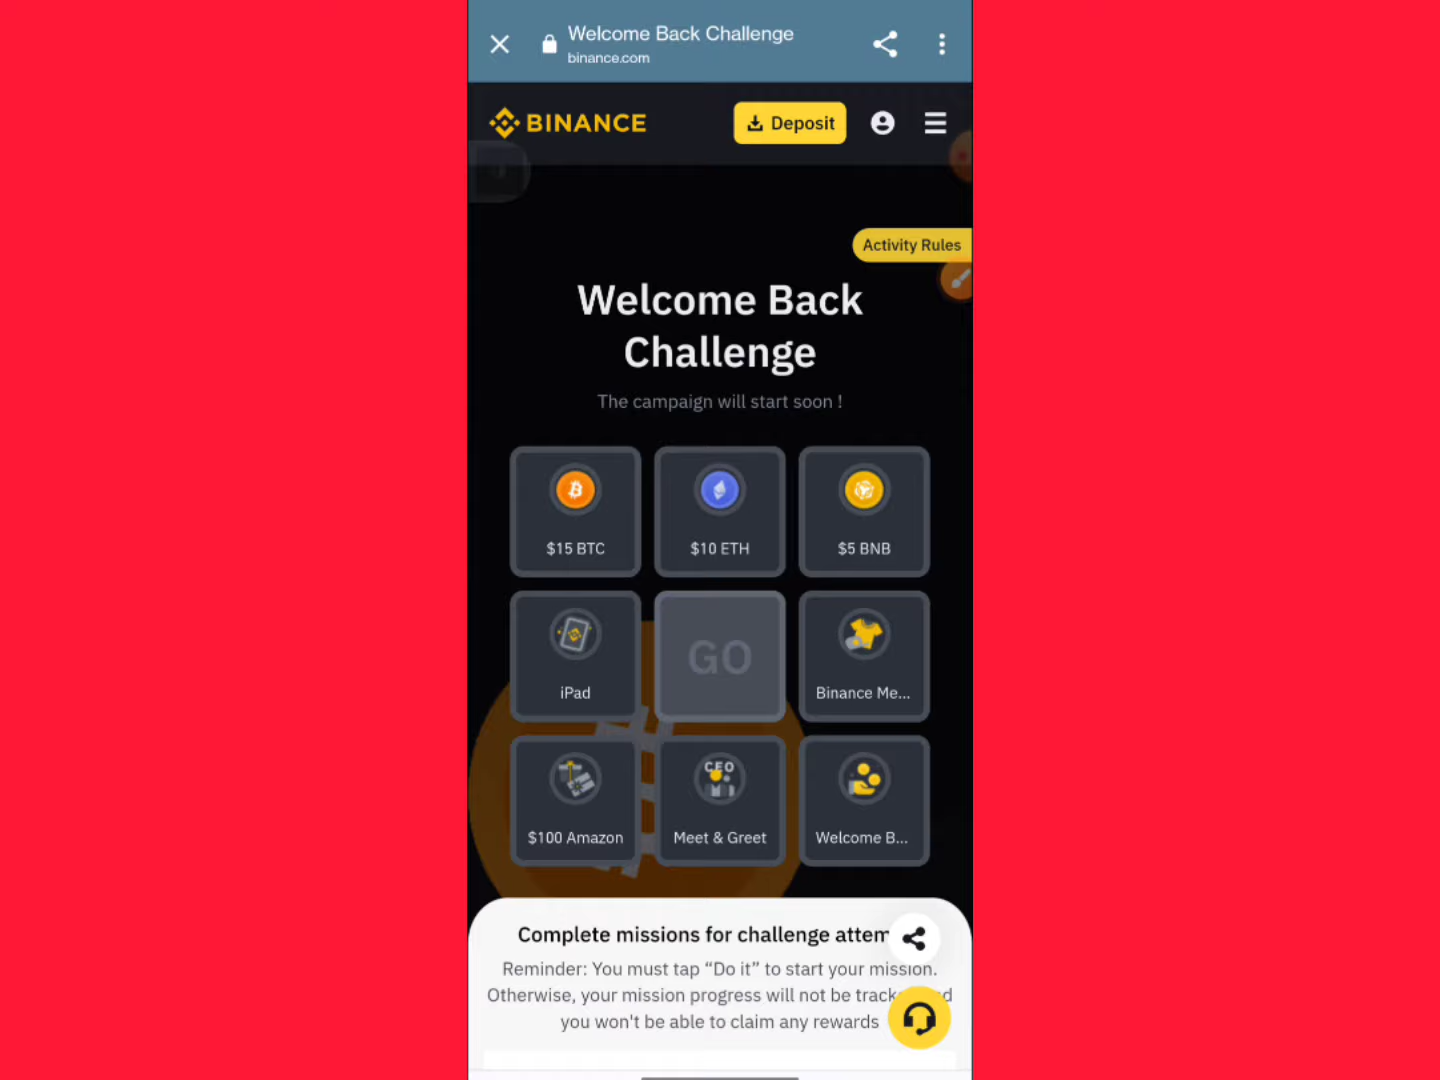 Welcome Back Challenge
binance.com
BINANCE
Deposit
Activity Rules
Welcome Back
Challenge
The campaign will start soon !
$15 BTC
$10 ETH
$5 BNB
iPad
GO
Binance Me...
CEO
$100 Amazon
Meet & Greet
Welcome B...
Complete missions for challenge attem
Reminder: You must tap “Do it” to start your mission.
Otherwise, your mission progress will not be track d
you won't be able to claim any rewards